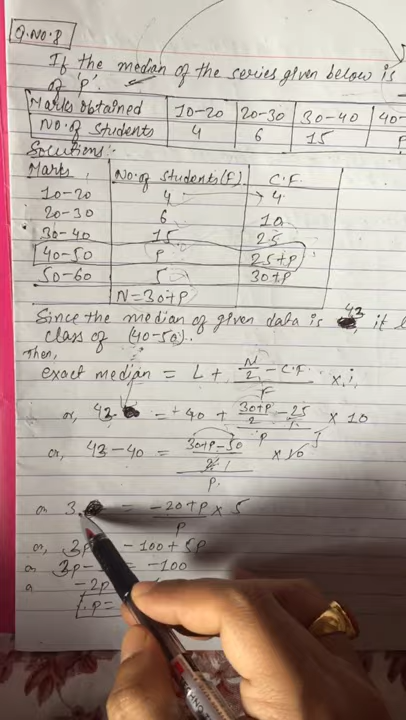 Q.No.8
If the median of the series given below is
of 'p'.
Marks obtained 10-20 20-30 30-40 40-
No. of students 4 6 15 P
Solutions:-
Marks No. of students (F) C.F.
10-20 4 4
20-30 6 10
30-40 15 25
40-50 P 25+P
50-60 5 30+P
N=30+P
Since the median of given data is 43, it
class of (40-50).
Then,
exact median = L + N/2 - C.F. / F × i
or, 43 = 40 + 30+P/2 - 25 / P × 10
or, 43-40 = 30+P-50 / 2 / P × 10
or 3 = -20+P / P × 5
or, 3P -100 + 5P
or 3P- = -100
-2P
P=